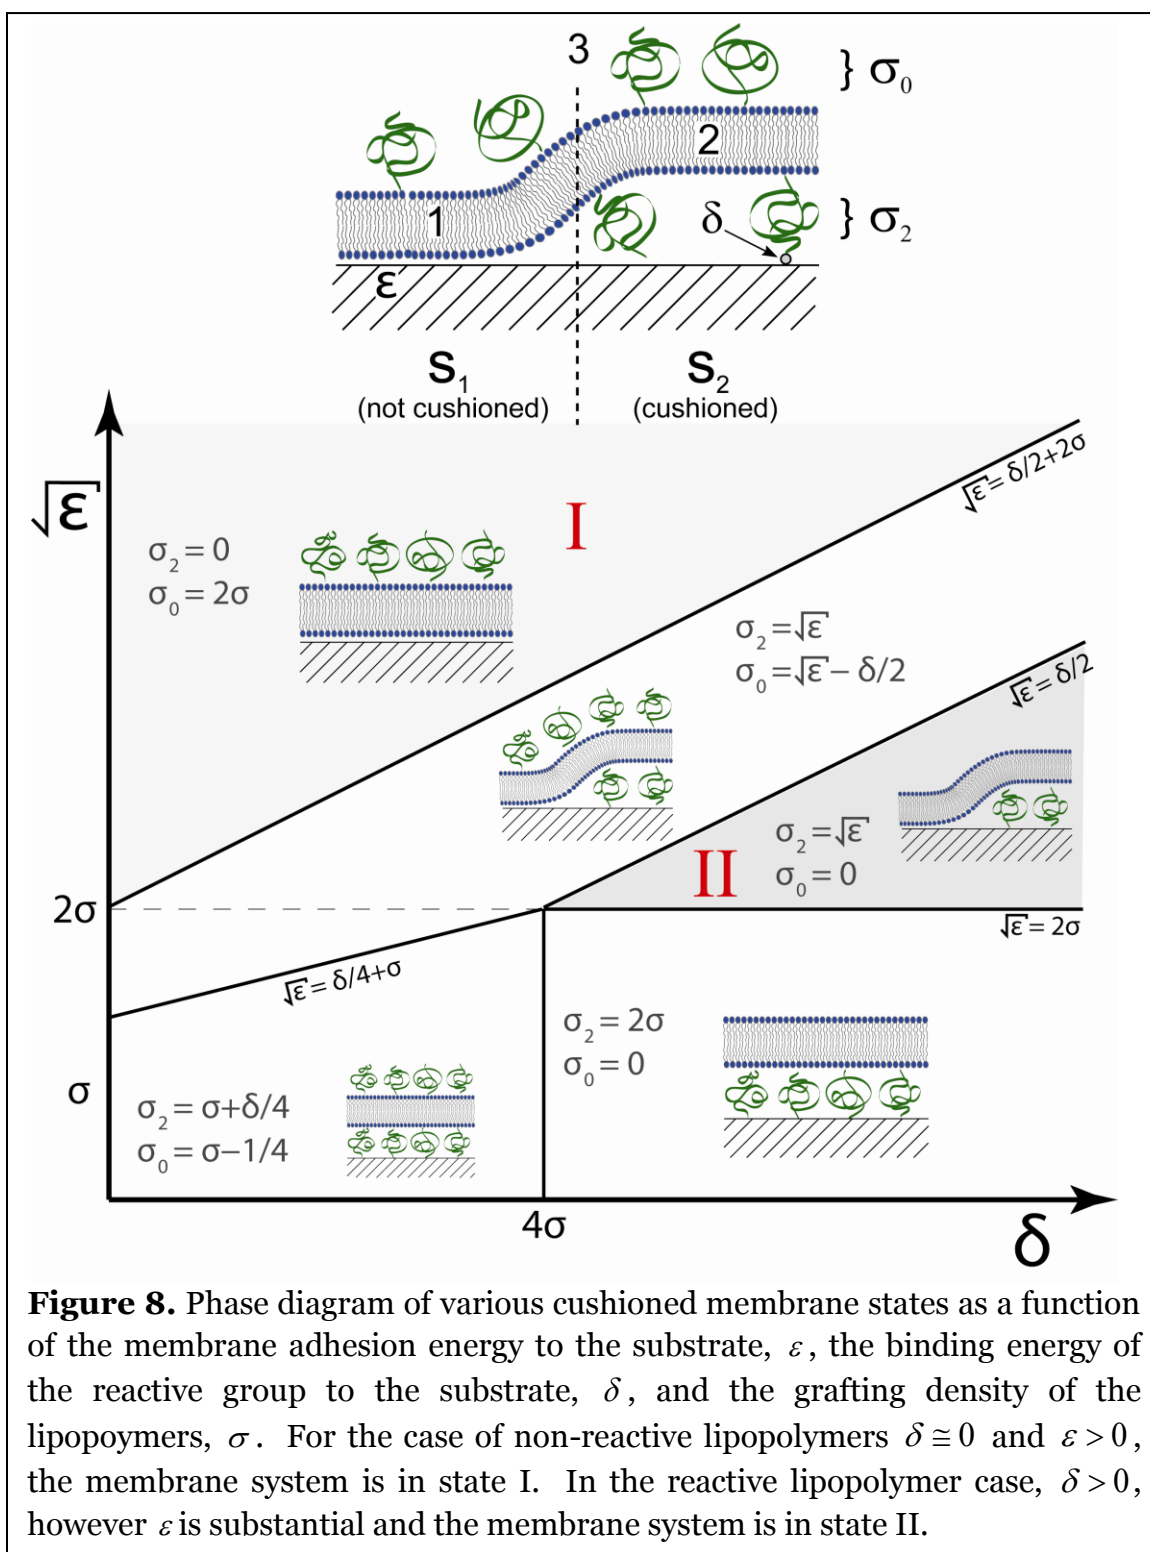 3
} σ₀
2
1
δ
} σ₂
ε
S₁
(not cushioned)
S₂
(cushioned)
√ε
I
√ε = δ/2+2σ
σ₂ = 0
σ₀ = 2σ
σ₂ = √ε
σ₀ = √ε − δ/2
√ε = δ/2
σ₂ = √ε
σ₀ = 0
II
2σ
√ε = 2σ
√ε = δ/4+σ
σ₂ = 2σ
σ₀ = 0
σ
σ₂ = σ+δ/4
σ₀ = σ−1/4
4σ
δ
Figure 8. Phase diagram of various cushioned membrane states as a function
of the membrane adhesion energy to the substrate, ε, the binding energy of
the reactive group to the substrate, δ, and the grafting density of the
lipopoymers, σ. For the case of non-reactive lipopolymers δ ≅ 0 and ε > 0,
the membrane system is in state I. In the reactive lipopolymer case, δ > 0,
however ε is substantial and the membrane system is in state II.